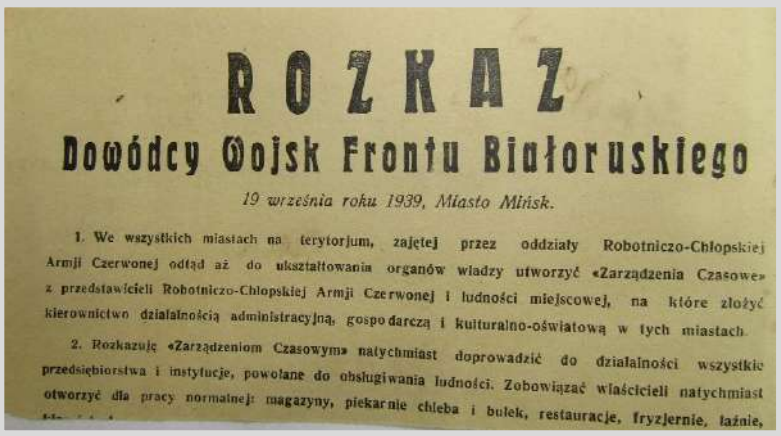 ROZKAZ
Dowódcy Wojsk Frontu Białoruskiego
19 września roku 1939, Miasto Mińsk.
1. We wszystkich miastach na terytorjum, zajętej przez oddziały Robotniczo-Chłopskiej
Armji Czerwonej odtąd aż do ukształtowania organów władzy utworzyć «Zarządzenia Czasowe»
z przedstawicieli Robotniczo-Chłopskiej Armji Czerwonej i ludności miejscowej, na które złożyć
kierownictwo działalnością administracyjną, gospodarczą i kulturalno-oświatową w tych miastach.
2. Rozkazuję «Zarządzeniom Czasowym» natychmiast doprowadzić do działalności wszystkie
przedsiębiorstwa i instytucje, powołane do obsługiwania ludności. Zobowiązać właścicieli natychmiast
otworzyć dla pracy normalnej: magazyny, piekarnie chleba i bułek, restauracje, fryzjernie, łaźnie,